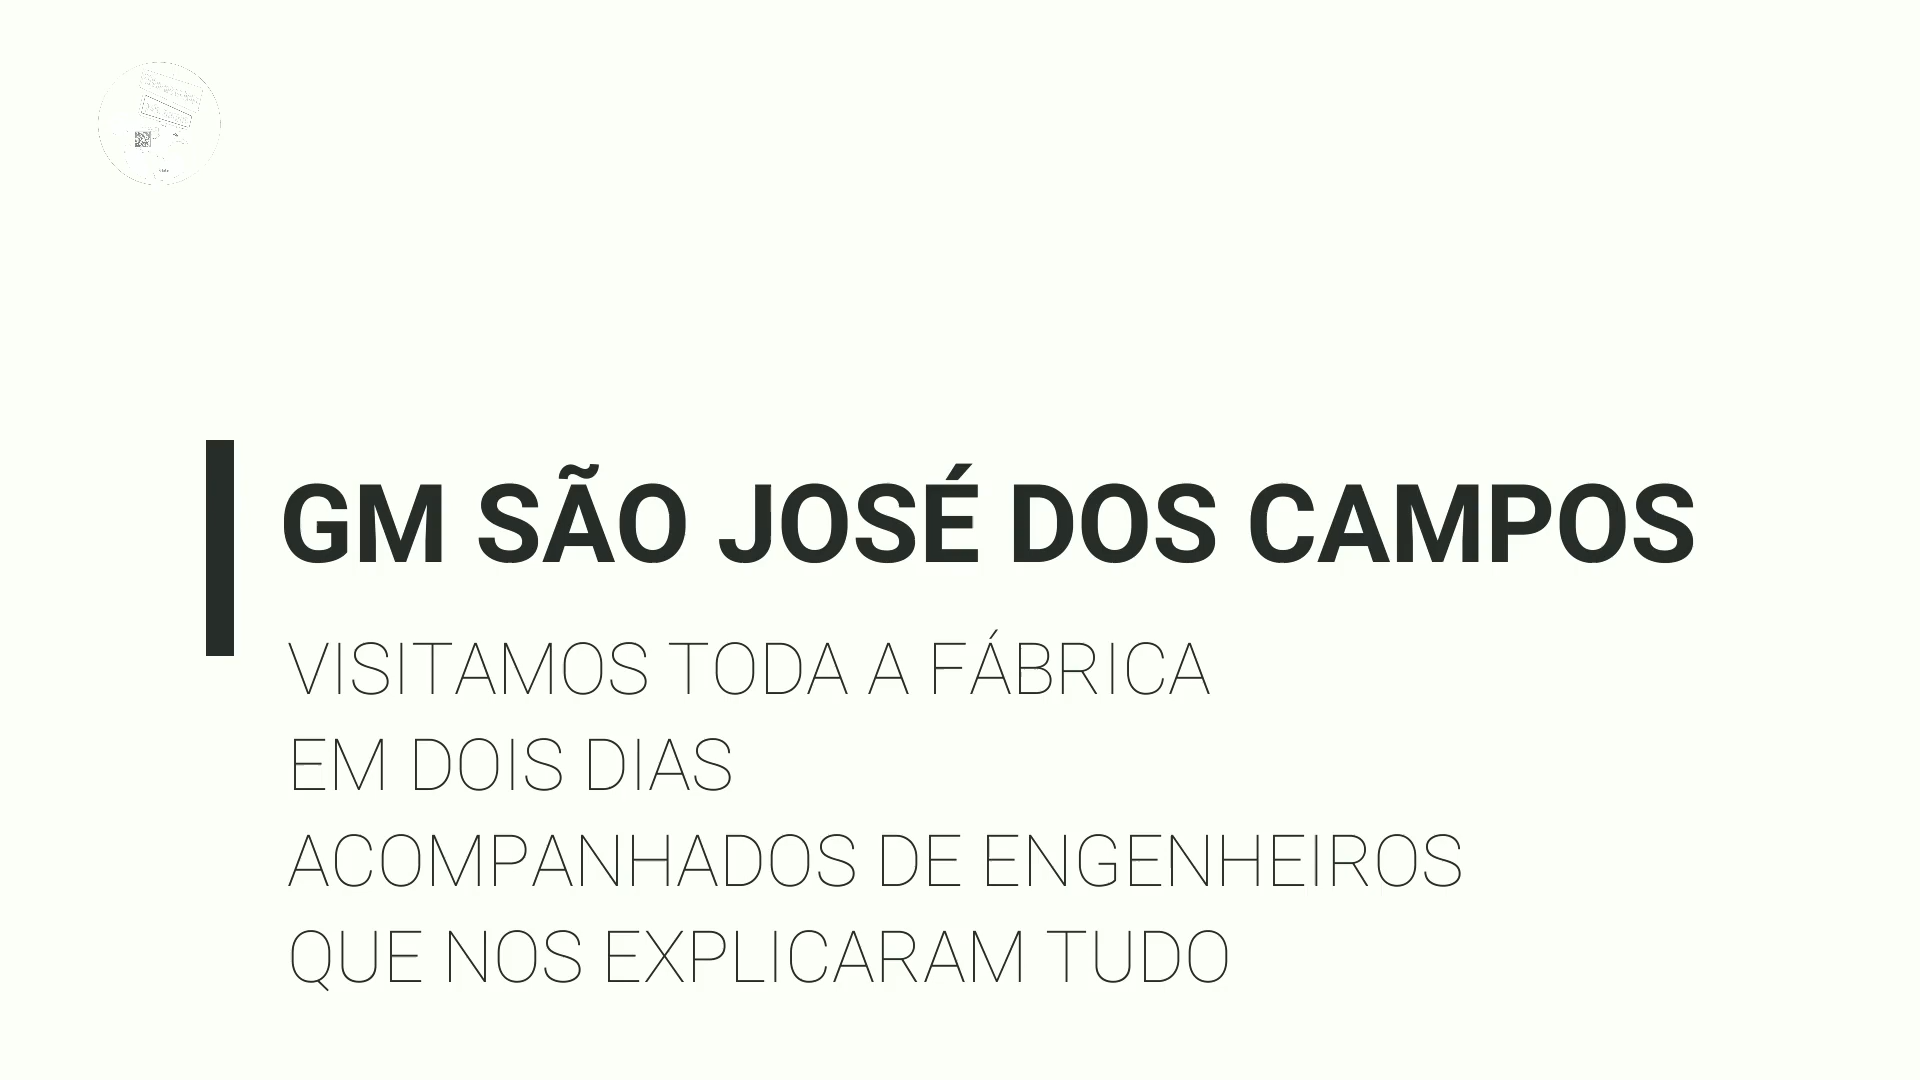 GM SÃO JOSÉ DOS CAMPOS
VISITAMOS TODA A FÁBRICA
EM DOIS DIAS
ACOMPANHADOS DE ENGENHEIROS
QUE NOS EXPLICARAM TUDO